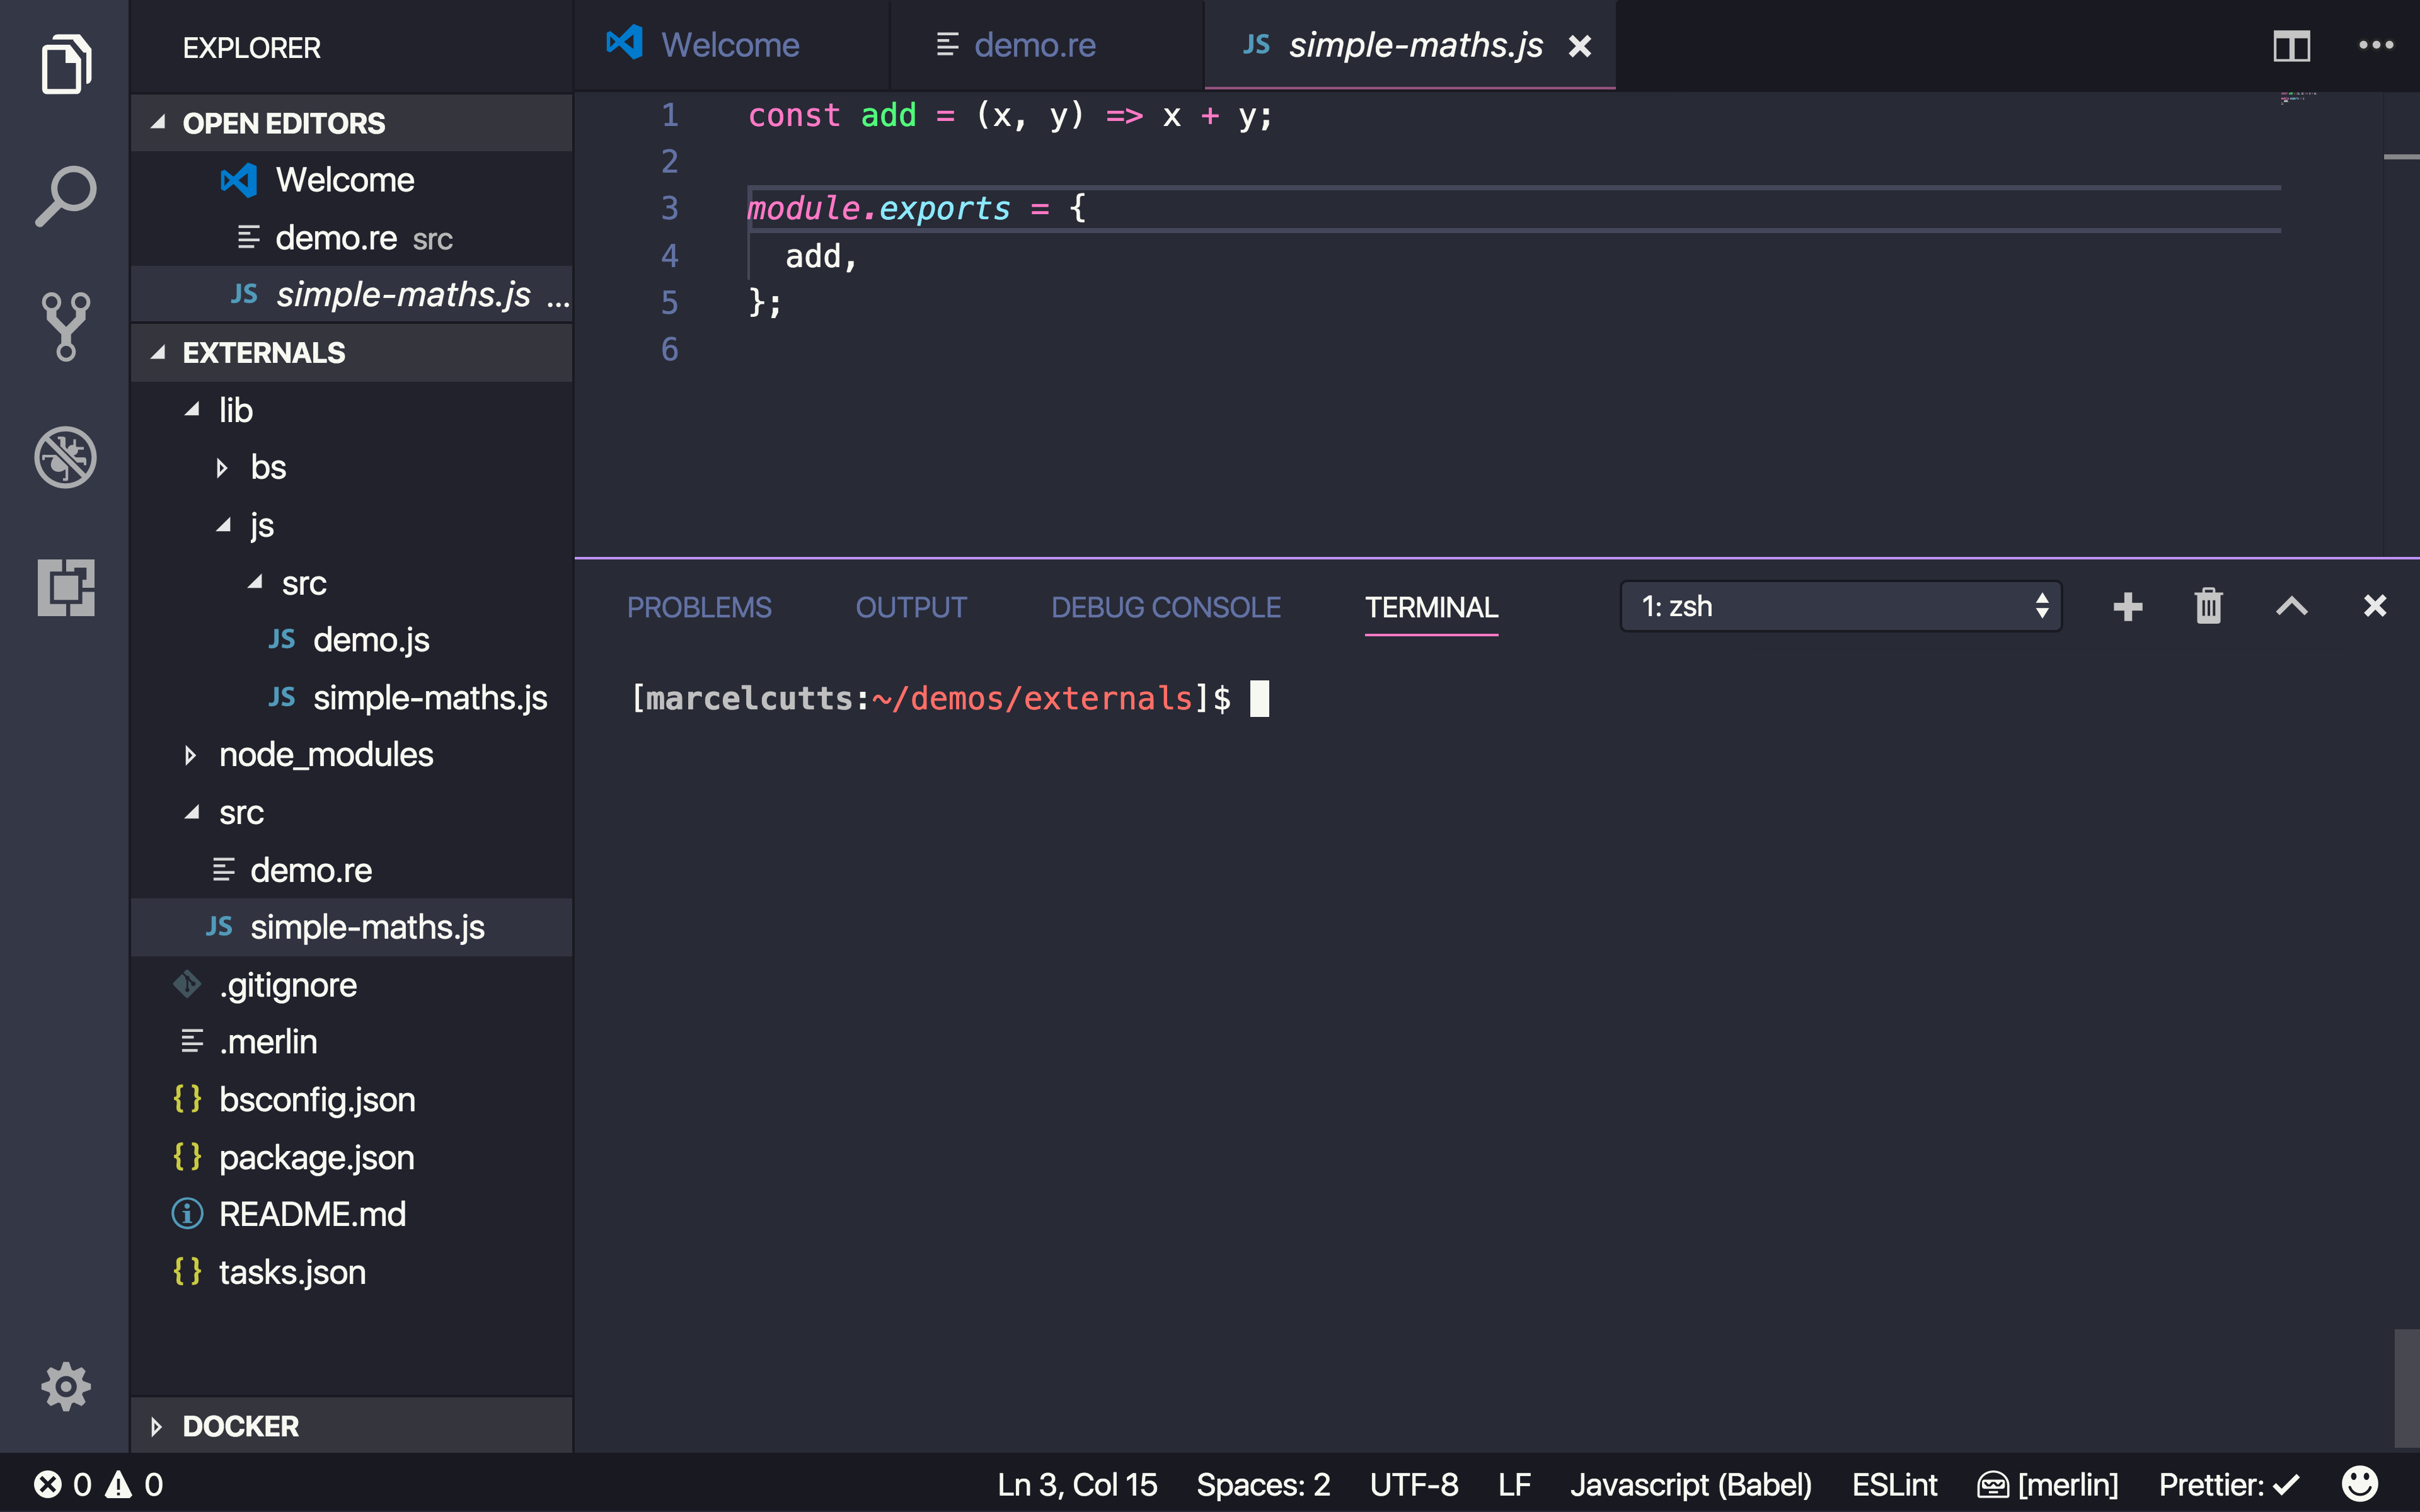 EXPLORER
OPEN EDITORS
Welcome
demo.re src
JS simple-maths.js ...
EXTERNALS
lib
bs
js
src
JS demo.js
JS simple-maths.js
node_modules
src
demo.re
JS simple-maths.js
.gitignore
.merlin
{} bsconfig.json
{} package.json
README.md
{} tasks.json
DOCKER
Welcome
demo.re
JS simple-maths.js
1 const add = (x, y) => x + y;
2
3 module.exports = {
4 add,
5 };
6
PROBLEMS OUTPUT DEBUG CONSOLE TERMINAL 1: zsh
[marcelcutts:~/demos/externals]$
0 0 Ln 3, Col 15 Spaces: 2 UTF-8 LF Javascript (Babel) ESLint [merlin] Prettier: ✓